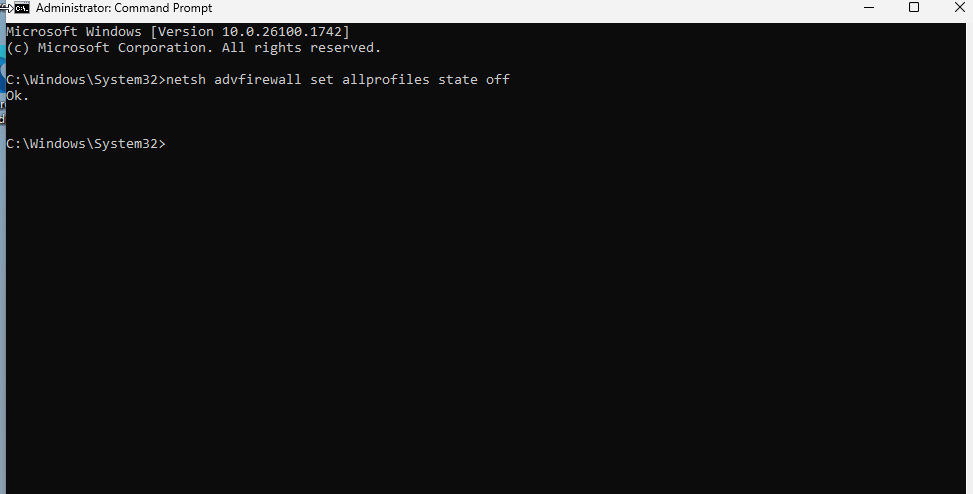 Administrator: Command Prompt
Microsoft Windows [Version 10.0.26100.1742]
(c) Microsoft Corporation. All rights reserved.
C:\Windows\System32>netsh advfirewall set allprofiles state off
Ok.
C:\Windows\System32>